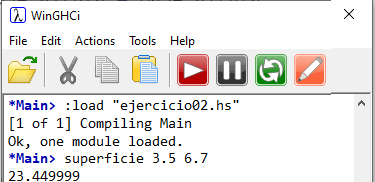 WinGHCi
File Edit Actions Tools Help
*Main> :load "ejercicio02.hs"
[1 of 1] Compiling Main
Ok, one module loaded.
*Main> superficie 3.5 6.7
23.449999